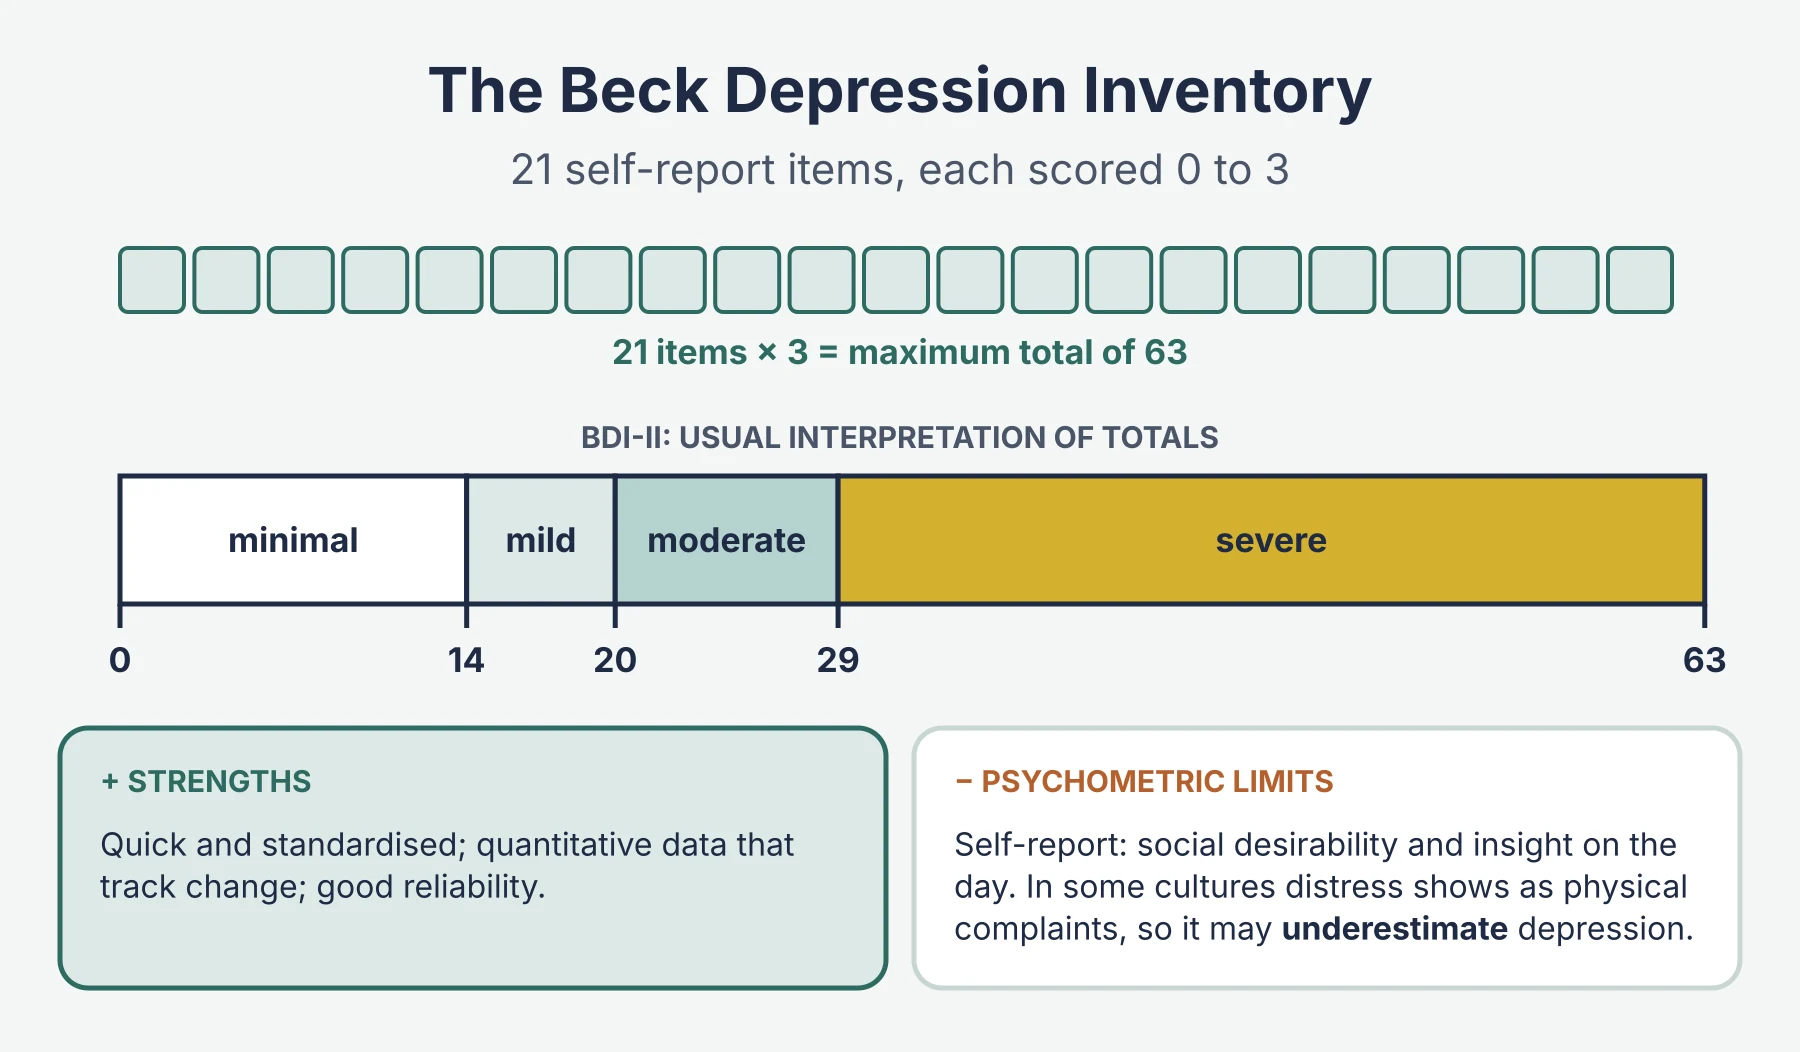 The Beck Depression Inventory
21 self-report items, each scored 0 to 3
21 items × 3 = maximum total of 63
BDI-II: USUAL INTERPRETATION OF TOTALS
minimal mild moderate severe
0 14 20 29 63
+ STRENGTHS
Quick and standardised; quantitative data that
track change; good reliability.
− PSYCHOMETRIC LIMITS
Self-report: social desirability and insight on the
day. In some cultures distress shows as physical
complaints, so it may underestimate depression.